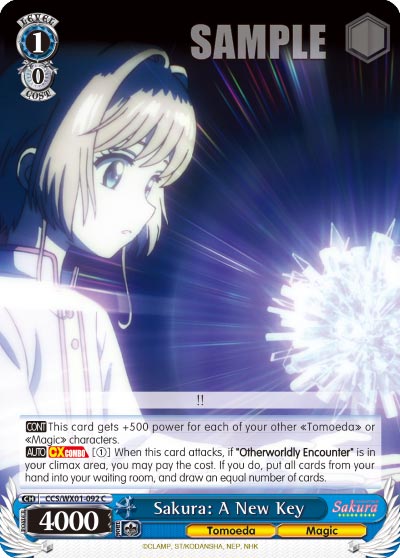 LEVEL
1
0
COST
SAMPLE
!!
CONT This card gets +500 power for each of your other «Tomoeda» or
«Magic» characters.
AUTO CX COMBO [①] When this card attacks, if "Otherworldly Encounter" is in
your climax area, you may pay the cost. If you do, put all cards from your
hand into your waiting room, and draw an equal number of cards.
CH CCS/WX01-092 C
POWER 4000 Sakura: A New Key
Sakura
Tomoeda Magic
©CLAMP, ST/KODANSHA, NEP, NHK